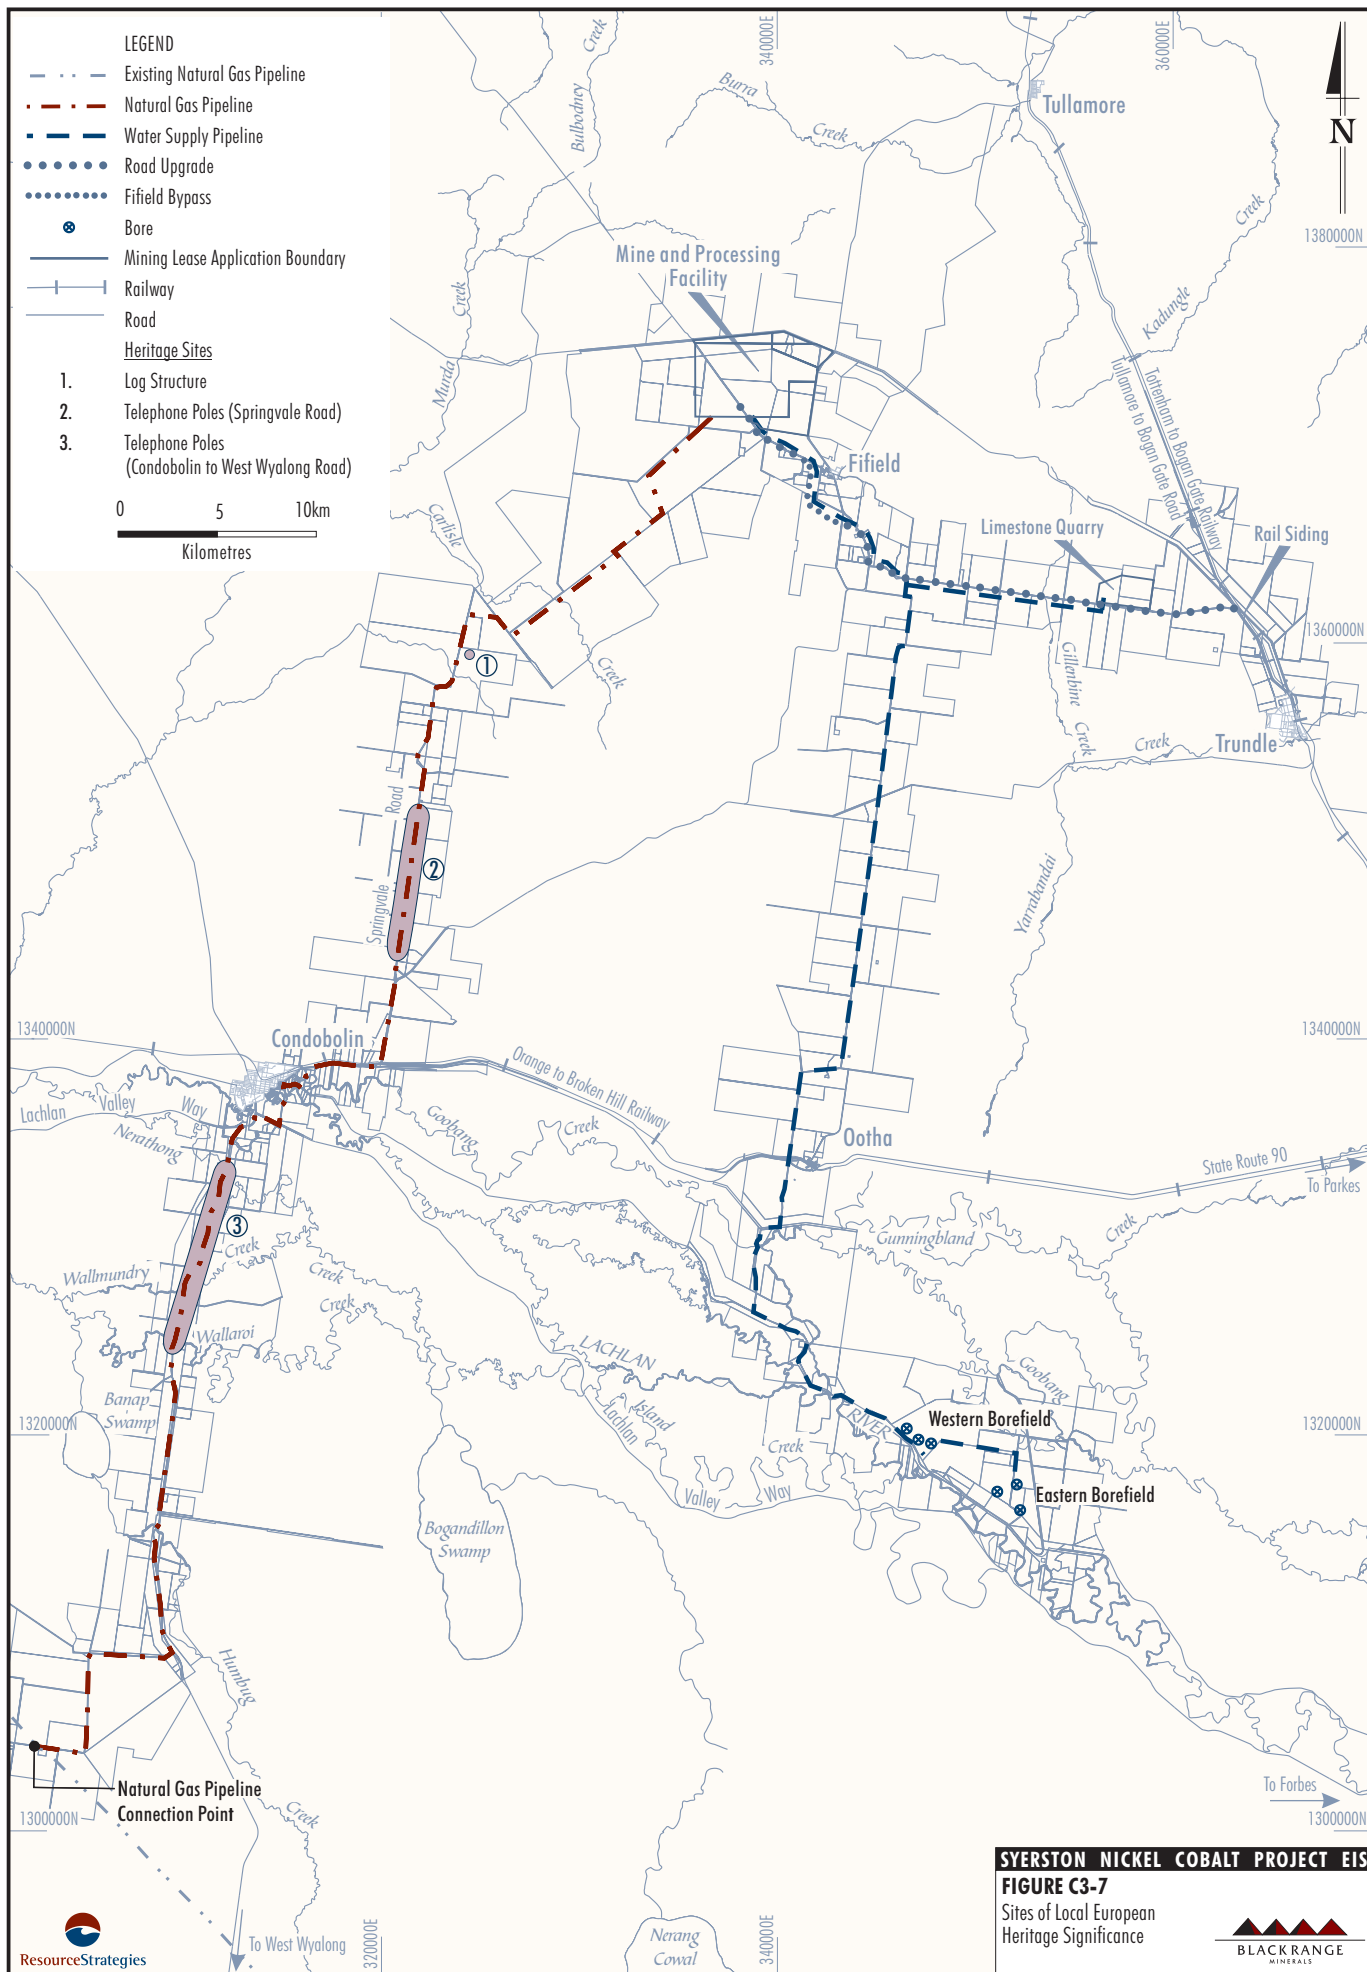 LEGEND
Existing Natural Gas Pipeline
Natural Gas Pipeline
Water Supply Pipeline
Road Upgrade
Fifield Bypass
Bore
Mining Lease Application Boundary
Railway
Road
Heritage Sites
1. Log Structure
2. Telephone Poles (Springvale Road)
3. Telephone Poles
(Condobolin to West Wyalong Road)
0 5 10km
Kilometres
340000E
360000E
N
Tullamore
Burra
Creek
Bulbodney
Creek
Creek
Kadungle
1380000N
Mine and Processing
Facility
Murda
Creek
Tullamore to Bogan Gate Road
Tottenham to Bogan Gate Railway
Fifield
Limestone Quarry
Rail Siding
Carlisle
Creek
1360000N
1
Gillenbine
Creek
Creek
Trundle
Road
Springvale
2
Yarrabandai
1340000N
1340000N
Condobolin
Orange to Broken Hill Railway
Lachlan
Valley
Way
Nerathong
Goobang
Creek
Ootha
State Route 90
To Parkes
3
Creek
Creek
Wallmundry
Creek
Wallaroi
Gunningbland
Creek
LACHLAN
RIVER
Goobang
Banap
Swamp
Island
Creek
Lachlan
Valley
Way
Western Borefield
1320000N
1320000N
Eastern Borefield
Bogandillon
Swamp
Humbug
Creek
Natural Gas Pipeline
Connection Point
To Forbes
1300000N
1300000N
To West Wyalong
320000E
340000E
Nerang
Cowal
ResourceStrategies
SYERSTON NICKEL COBALT PROJECT EIS
FIGURE C3-7
Sites of Local European
Heritage Significance
BLACK RANGE
MINERALS